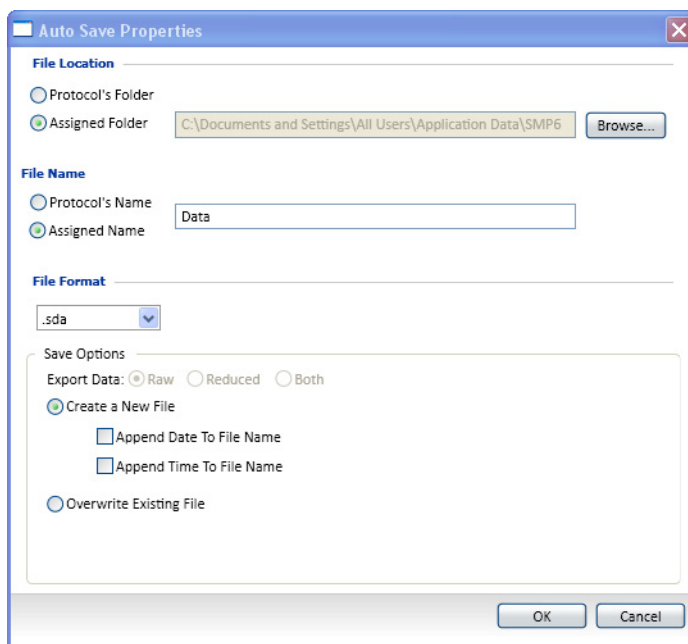 Auto Save Properties
File Location
Protocol's Folder
Assigned Folder
C:\Documents and Settings\All Users\Application Data\SMP6
Browse...
File Name
Protocol's Name
Assigned Name
Data
File Format
.sda
Save Options
Export Data: Raw Reduced Both
Create a New File
Append Date To File Name
Append Time To File Name
Overwrite Existing File
OK Cancel